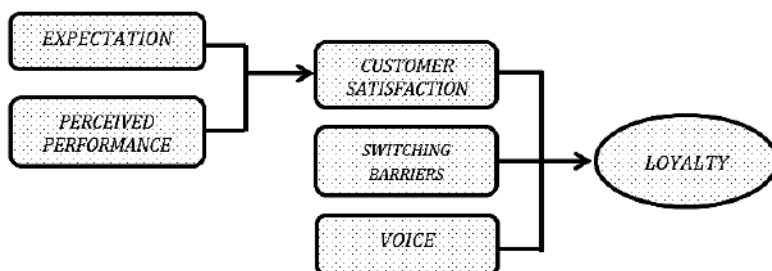 EXPECTATION
PERCEIVED
PERFORMANCE
CUSTOMER
SATISFACTION
SWITCHING
BARRIERS
VOICE
LOYALTY